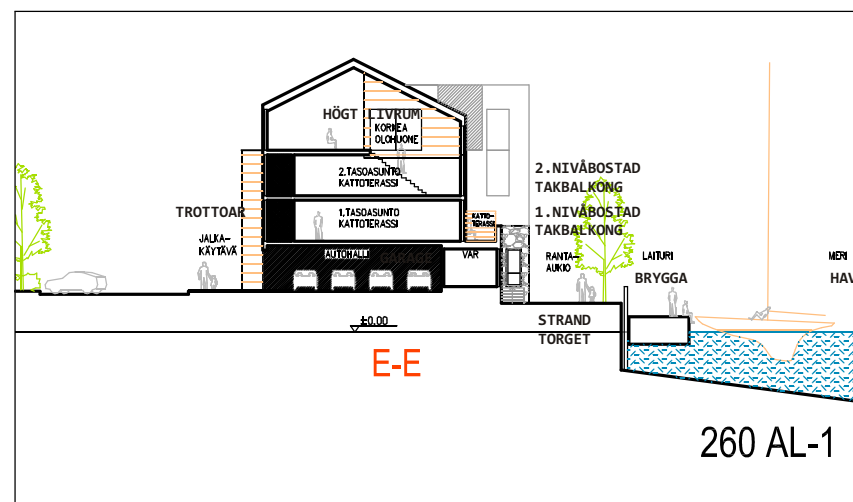 HÖGT LIVRUM
KORKEA
OLOHUONE
2.TASOASUNTO
KATTOTERASSI
2.NIVÅBOSTAD
TAKBALKONG
TROTTOAR
1.TASOASUNTO
KATTOTERASSI
KATTO-
TERASSI
1.NIVÅBOSTAD
TAKBALKONG
JALKA-
KÄYTÄVÄ
AUTOHALLI
GARAGE
VAR
RANTA-
AUKIO
LAITURI
BRYGGA
MERI
HAV
±0.00
STRAND
TORGET
E-E
260 AL-1